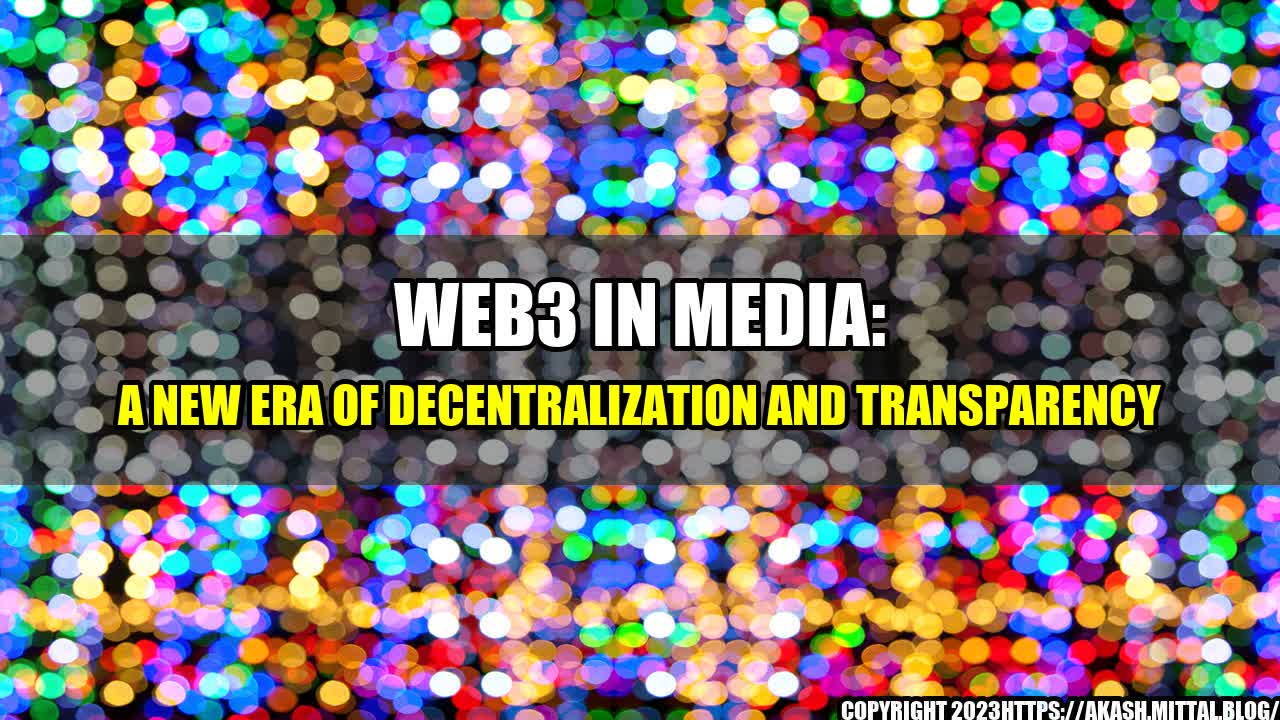 WEB3 IN MEDIA:
A NEW ERA OF DECENTRALIZATION AND TRANSPARENCY
COPYRIGHT 2023HTTPS://AKASH.MITTAL.BLOG/